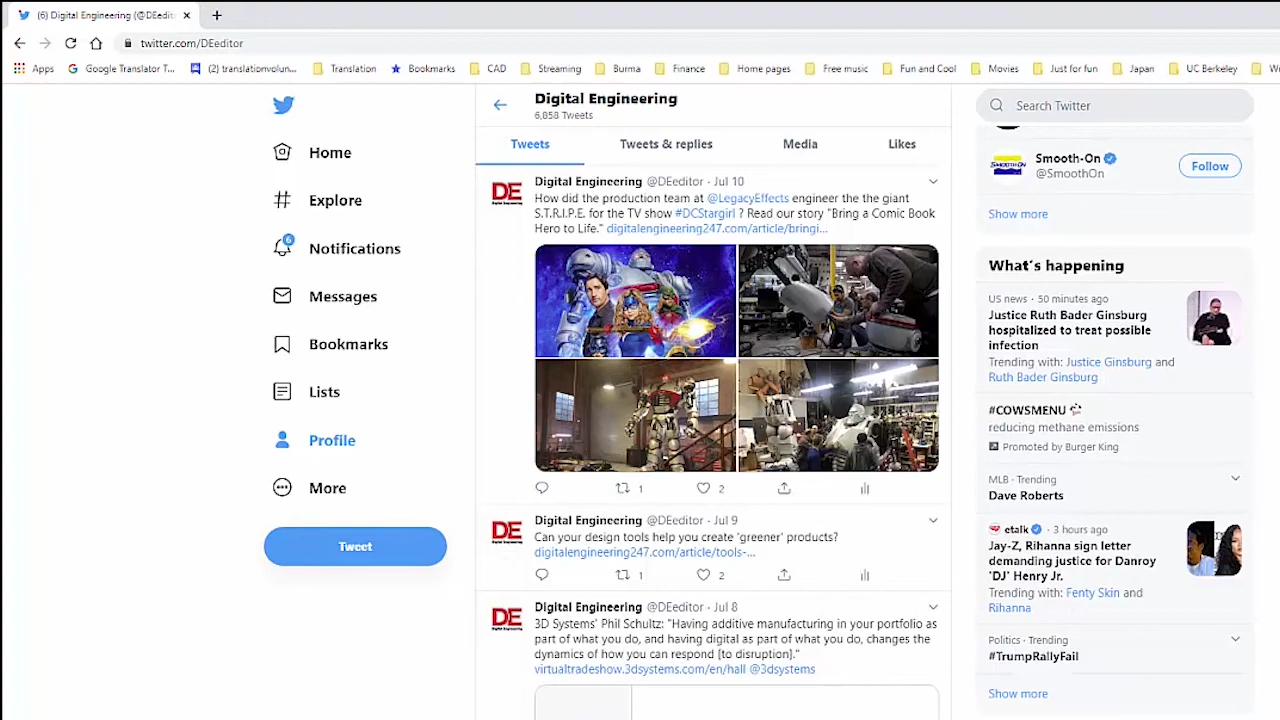 (6) Digital Engineering (@DEedit
twitter.com/DEeditor
Apps
Google Translator T...
(2) translationvolun...
Translation
Bookmarks
CAD
Streaming
Burma
Finance
Home pages
Free music
Fun and Cool
Movies
Just for fun
Japan
UC Berkeley
Home
Explore
6
Notifications
Messages
Bookmarks
Lists
Profile
More
Tweet
Digital Engineering
6,858 Tweets
Tweets
Tweets & replies
Media
Likes
DE
Digital Engineering @DEeditor · Jul 10
How did the production team at @LegacyEffects engineer the the giant
S.T.R.I.P.E. for the TV show #DCStargirl ? Read our story "Bring a Comic Book
Hero to Life." digitalengineering247.com/article/bringi...
1
2
DE
Digital Engineering @DEeditor · Jul 9
Can your design tools help you create 'greener' products?
digitalengineering247.com/article/tools-...
1
2
DE
Digital Engineering @DEeditor · Jul 8
3D Systems' Phil Schultz: "Having additive manufacturing in your portfolio as
part of what you do, and having digital as part of what you do, changes the
dynamics of how you can respond [to disruption]."
virtualtradeshow.3dsystems.com/en/hall @3dsystems
Search Twitter
SMOOTH-ON
Smooth-On
@SmoothOn
Follow
Show more
What's happening
US news · 50 minutes ago
Justice Ruth Bader Ginsburg
hospitalized to treat possible
infection
Trending with: Justice Ginsburg and
Ruth Bader Ginsburg
#COWSMENU
reducing methane emissions
Promoted by Burger King
MLB · Trending
Dave Roberts
etalk · 3 hours ago
Jay-Z, Rihanna sign letter
demanding justice for Danroy
'DJ' Henry Jr.
Trending with: Fenty Skin and
Rihanna
Politics · Trending
#TrumpRallyFail
Show more